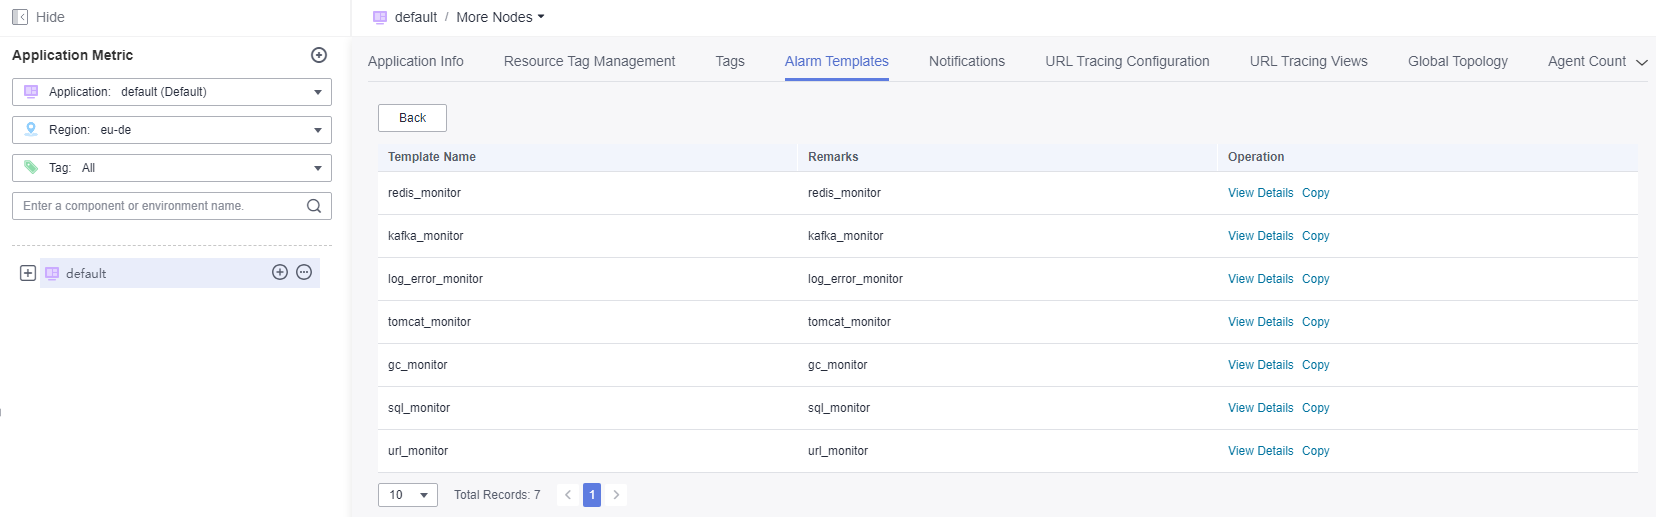 Hide
default / More Nodes
Application Metric
Application: default (Default)
Region: eu-de
Tag: All
Enter a component or environment name.
default
Application Info Resource Tag Management Tags Alarm Templates Notifications URL Tracing Configuration URL Tracing Views Global Topology Agent Count
Back
Template Name Remarks Operation
redis_monitor redis_monitor View Details Copy
kafka_monitor kafka_monitor View Details Copy
log_error_monitor log_error_monitor View Details Copy
tomcat_monitor tomcat_monitor View Details Copy
gc_monitor gc_monitor View Details Copy
sql_monitor sql_monitor View Details Copy
url_monitor url_monitor View Details Copy
10 Total Records: 7 < 1 >